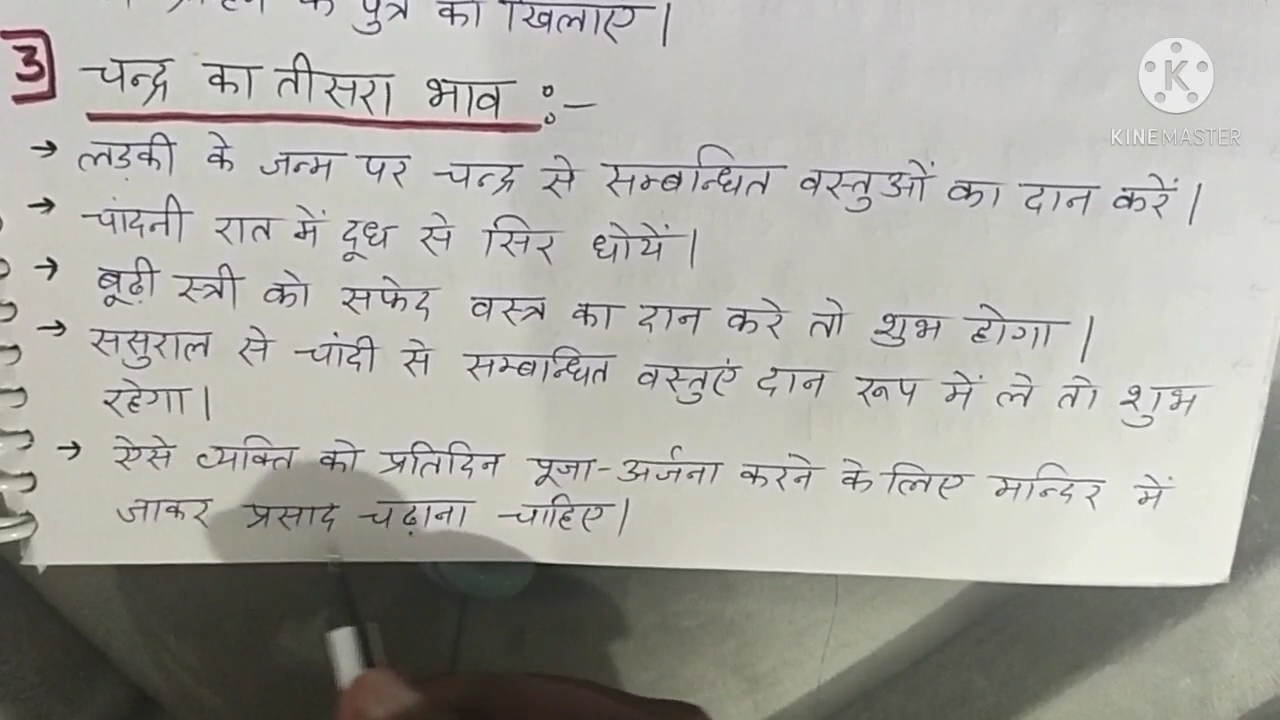 के पुत्र को खिलाए।
3 चन्द्र का तीसरा भाव :-
→ लड़की के जन्म पर चन्द्र से सम्बन्धित वस्तुओं का दान करें।
→ चांदनी रात में दूध से सिर धोयें।
→ बूढ़ी स्त्री को सफेद वस्त्र का दान करे तो शुभ होगा।
→ ससुराल से चांदी से सम्बन्धित वस्तुएं दान रूप में ले तो शुभ
रहेगा।
→ ऐसे व्यक्ति को प्रतिदिन पूजा-अर्जना करने के लिए मन्दिर में
जाकर प्रसाद चढ़ाना चाहिए।
K
KINEMASTER